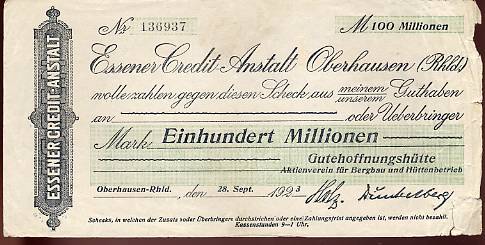 Nr 136937 M 100 Millionen
ESSENER CREDIT-ANSTALT
Essener Credit-Anstalt Oberhausen (Rhld.)
wolle zahlen gegen diesen Scheck aus meinem unserem Guthaben
an oder Ueberbringer
Mark Einhundert Millionen
Gutehoffnungshütte
Aktienverein für Bergbau und Hüttenbetrieb
Oberhausen-Rhld., den 28. Sept. 1923
Schecks, in welchen der Zusatz »oder Überbringer« durchstrichen oder eine Zahlungsfrist angegeben ist, werden nicht bezahlt.
Kassenstunden 9—1 Uhr.